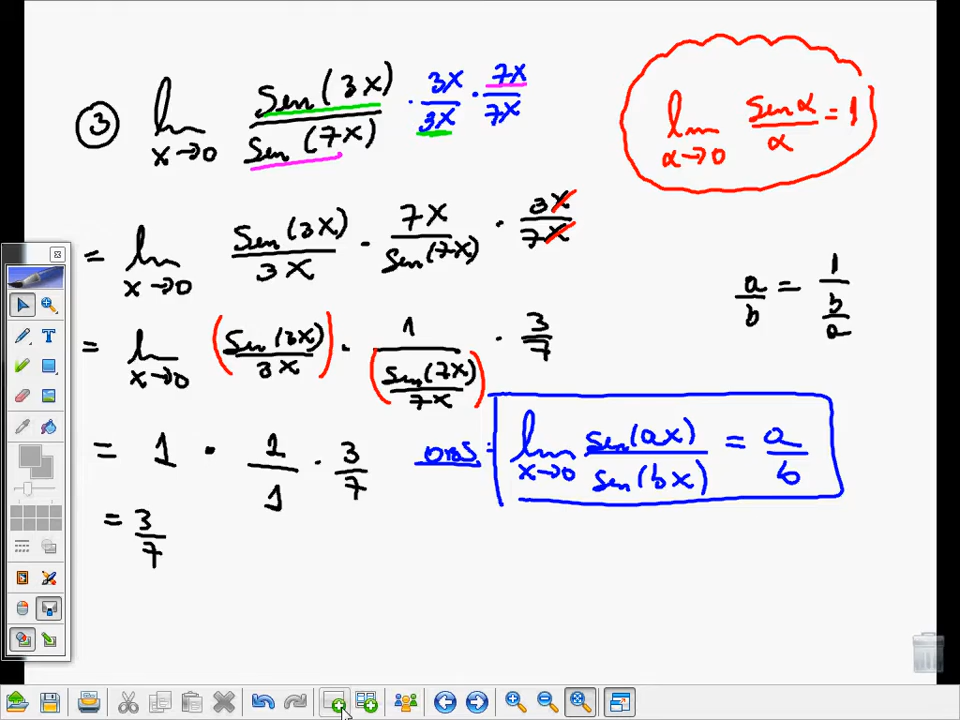 ③ lim x→0 Sen(3x)/Sen(7x) · 3x/3x · 7x/7x
lim α→0 Sen α/α = 1
= lim x→0 Sen(3x)/3x · 7x/Sen(7x) · 3x/7x
a/b = 1/(b/a)
= lim x→0 (Sen(3x)/3x) · 1/(Sen(7x)/7x) · 3/7
= 1 · 1/1 · 3/7
OBS: lim x→0 sen(ax)/sen(bx) = a/b
= 3/7